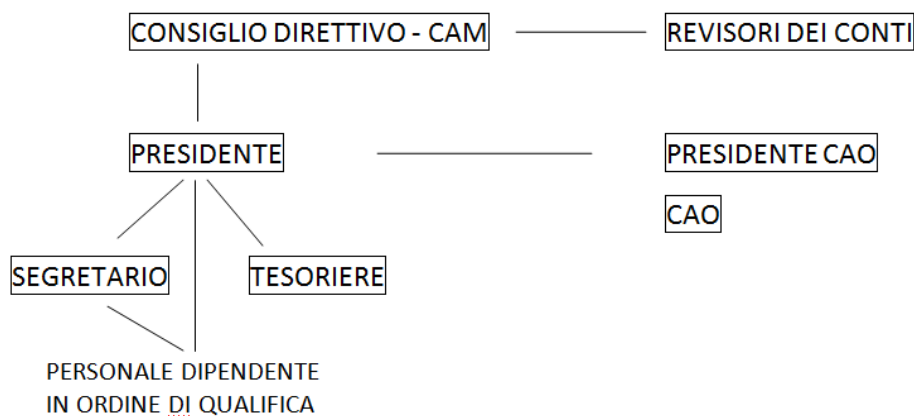 CONSIGLIO DIRETTIVO - CAM
REVISORI DEI CONTI
PRESIDENTE
PRESIDENTE CAO
CAO
SEGRETARIO
TESORIERE
PERSONALE DIPENDENTE
IN ORDINE DI QUALIFICA